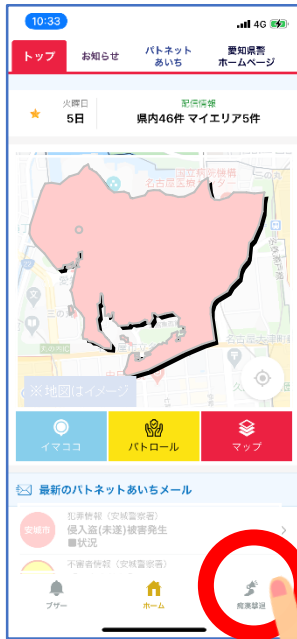 10:33
4G
トップ
お知らせ
パトネット
あいち
愛知県警
ホームページ
火曜日
5日
配信情報
県内46件 マイエリア5件
国立病院機構
名古屋医療センター
三の丸
※地図はイメージ
イマココ
パトロール
マップ
最新のパトネットあいちメール
安城市
犯罪情報（安城警察署）
侵入盗(未遂)被害発生
■状況
不審者情報（安城警察署）
ブザー
ホーム
痴漢撃退